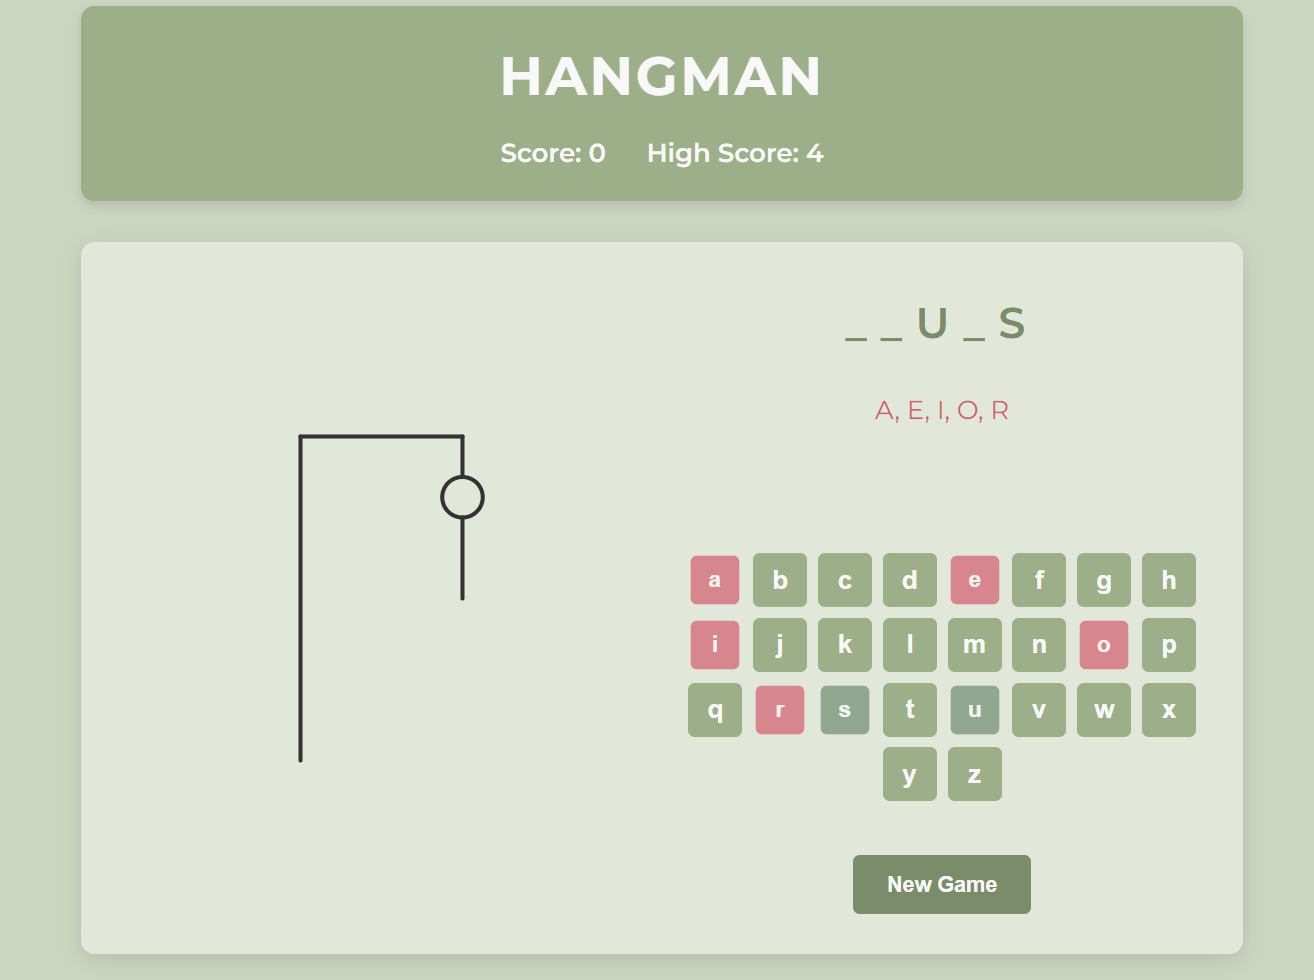 HANGMAN
Score: 0 High Score: 4
_ _ U _ S
A, E, I, O, R
a b c d e f g h
i j k l m n o p
q r s t u v w x
y z
New Game